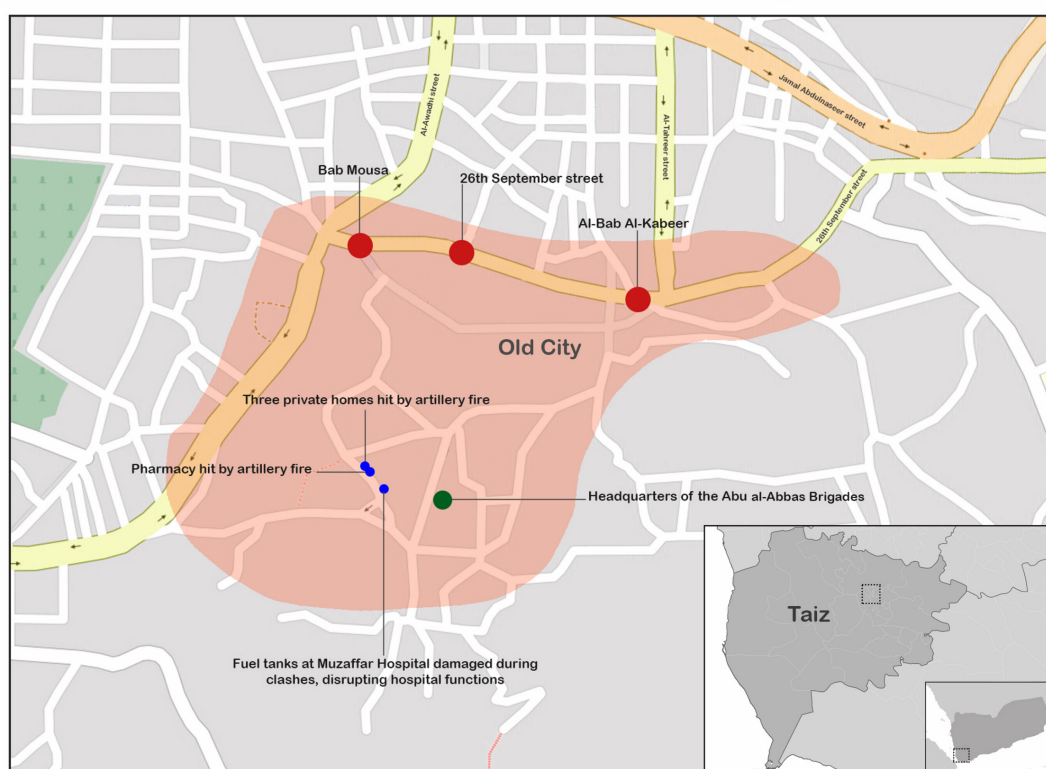 Al-Awadhi street
Jamal Abdulnaseer street
Al-Tahreer street
Bab Mousa
26th September street
Al-Bab Al-Kabeer
26th September street
Old City
Three private homes hit by artillery fire
Pharmacy hit by artillery fire
Headquarters of the Abu al-Abbas Brigades
Taiz
Fuel tanks at Muzaffar Hospital damaged during
clashes, disrupting hospital functions